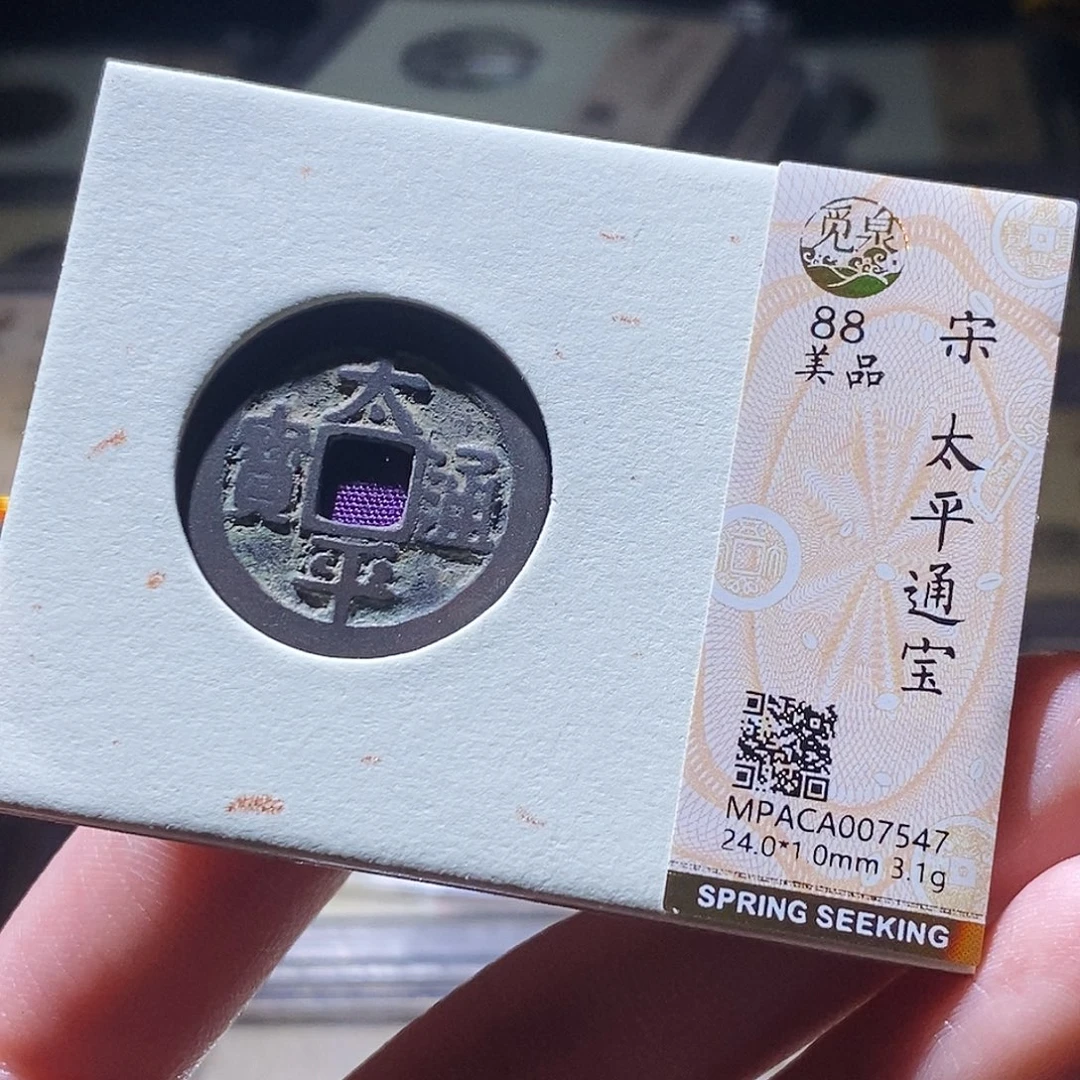 太
平
通
寶
觅泉
88
美品
宋
太平通宝
MPACA007547
24.0*1.0mm 3.1g
SPRING SEEKING